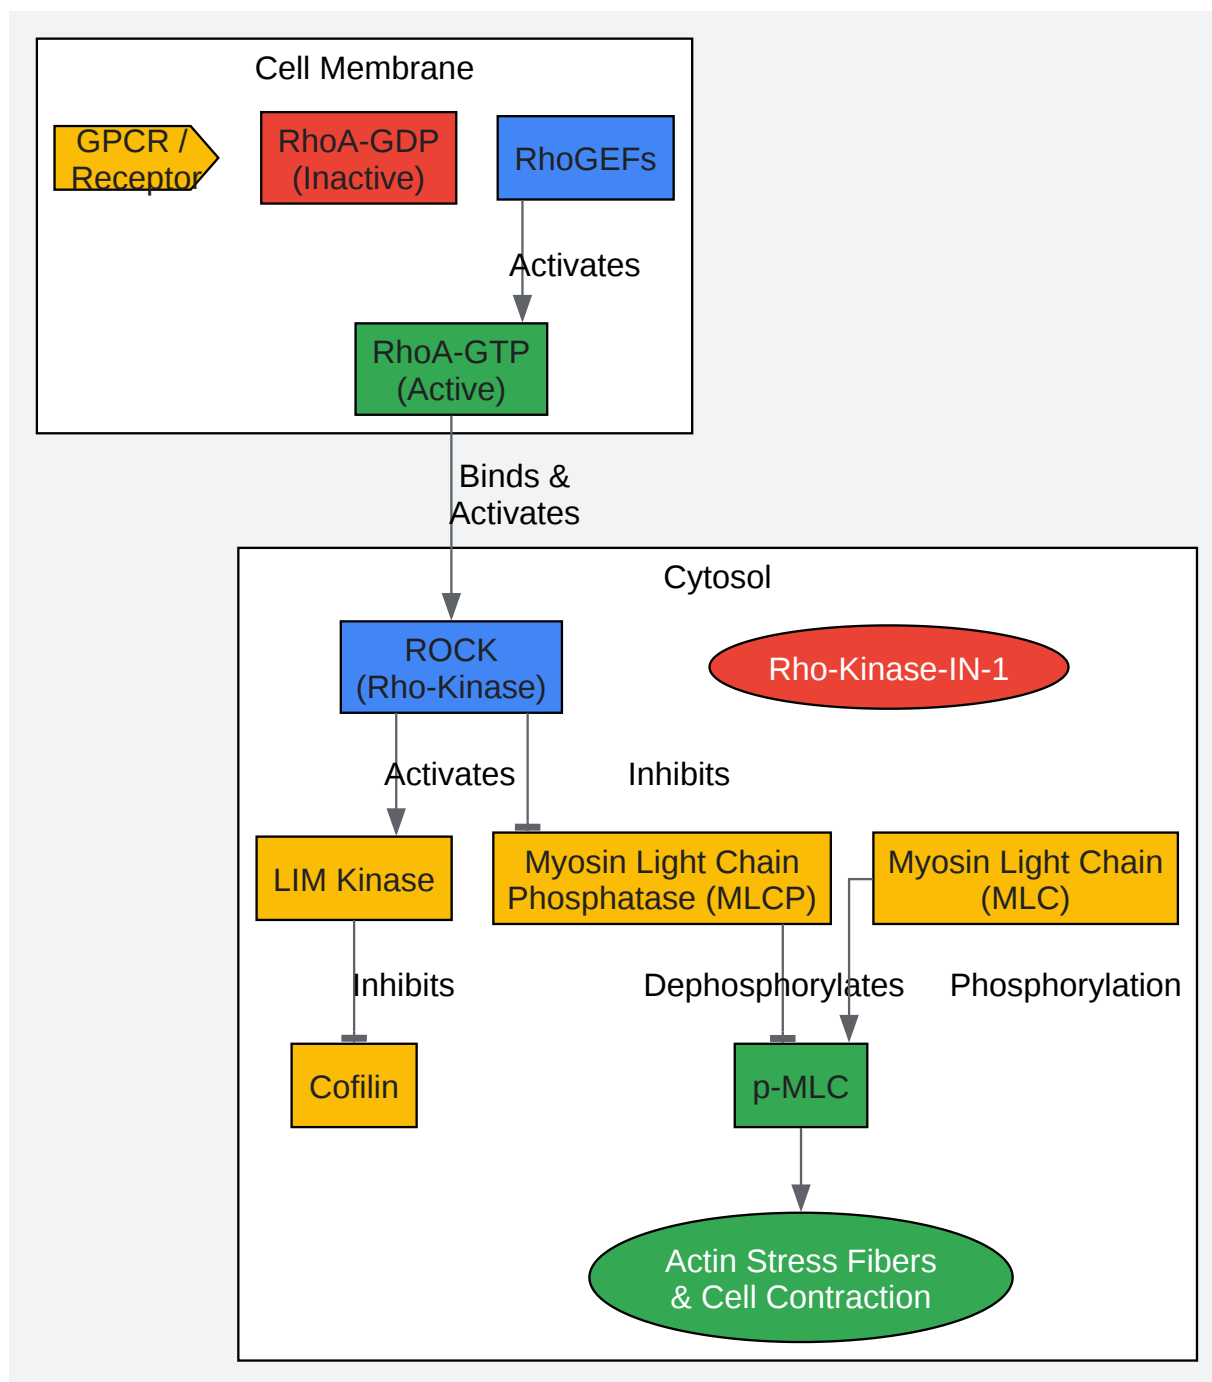 Cell Membrane
GPCR /
Receptor
RhoA-GDP
(Inactive)
RhoGEFs
Activates
RhoA-GTP
(Active)
Binds &
Activates
Cytosol
ROCK
(Rho-Kinase)
Rho-Kinase-IN-1
Activates
Inhibits
LIM Kinase
Myosin Light Chain
Phosphatase (MLCP)
Myosin Light Chain
(MLC)
Inhibits
Dephosphorylates
Phosphorylation
Cofilin
p-MLC
Actin Stress Fibers
& Cell Contraction